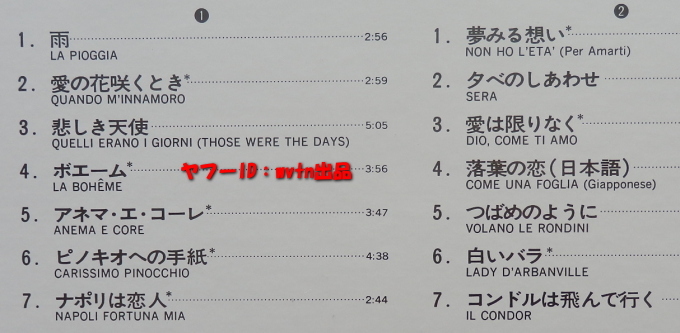 ❶
1. 雨 2:56
LA PIOGGIA
2. 愛の花咲くとき* 2:59
QUANDO M'INNAMORO
3. 悲しき天使 5:05
QUELLI ERANO I GIORNI (THOSE WERE THE DAYS)
4. ボエーム* 3:56
LA BOHÈME
ヤフーID：mvtn出品
5. アネマ・エ・コーレ* 3:47
ANEMA E CORE
6. ピノキオへの手紙* 4:38
CARISSIMO PINOCCHIO
7. ナポリは恋人* 2:44
NAPOLI FORTUNA MIA
❷
1. 夢みる想い*
NON HO L'ETA' (Per Amarti)
2. 夕べのしあわせ
SERA
3. 愛は限りなく*
DIO, COME TI AMO
4. 落葉の恋(日本語)
COME UNA FOGLIA (Giapponese)
5. つばめのように
VOLANO LE RONDINI
6. 白いバラ*
LADY D'ARBANVILLE
7. コンドルは飛んで行く
IL CONDOR